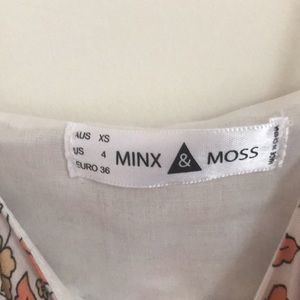 AUS XS
US 4
EURO 36
MINX & MOSS